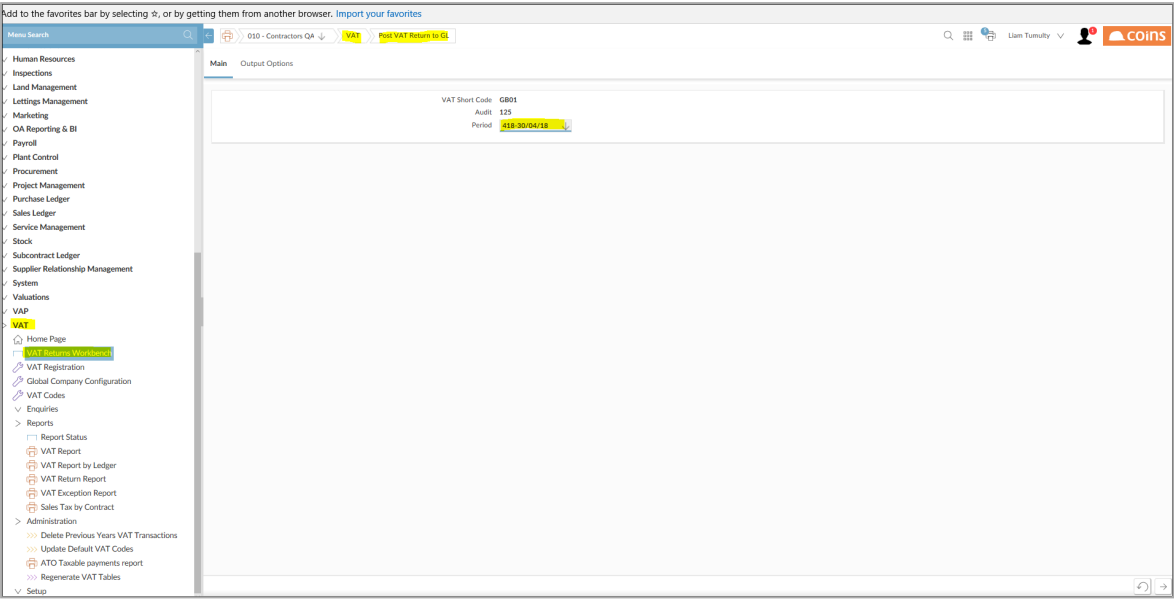 Add to the favorites bar by selecting ☆, or by getting them from another browser. Import your favorites
Menu Search
010 - Contractors QA
VAT
Post VAT Return to GL
Liam Tumulty
COINS
Human Resources
Inspections
Land Management
Lettings Management
Marketing
OA Reporting & BI
Payroll
Plant Control
Procurement
Project Management
Purchase Ledger
Sales Ledger
Service Management
Stock
Subcontract Ledger
Supplier Relationship Management
System
Valuations
VAP
VAT
Home Page
VAT Returns Workbench
VAT Registration
Global Company Configuration
VAT Codes
Enquiries
Reports
Report Status
VAT Report
VAT Report by Ledger
VAT Return Report
VAT Exception Report
Sales Tax by Contract
Administration
Delete Previous Years VAT Transactions
Update Default VAT Codes
ATO Taxable payments report
Regenerate VAT Tables
Setup
Main Output Options
VAT Short Code GB01
Audit 125
Period 418-30/04/18